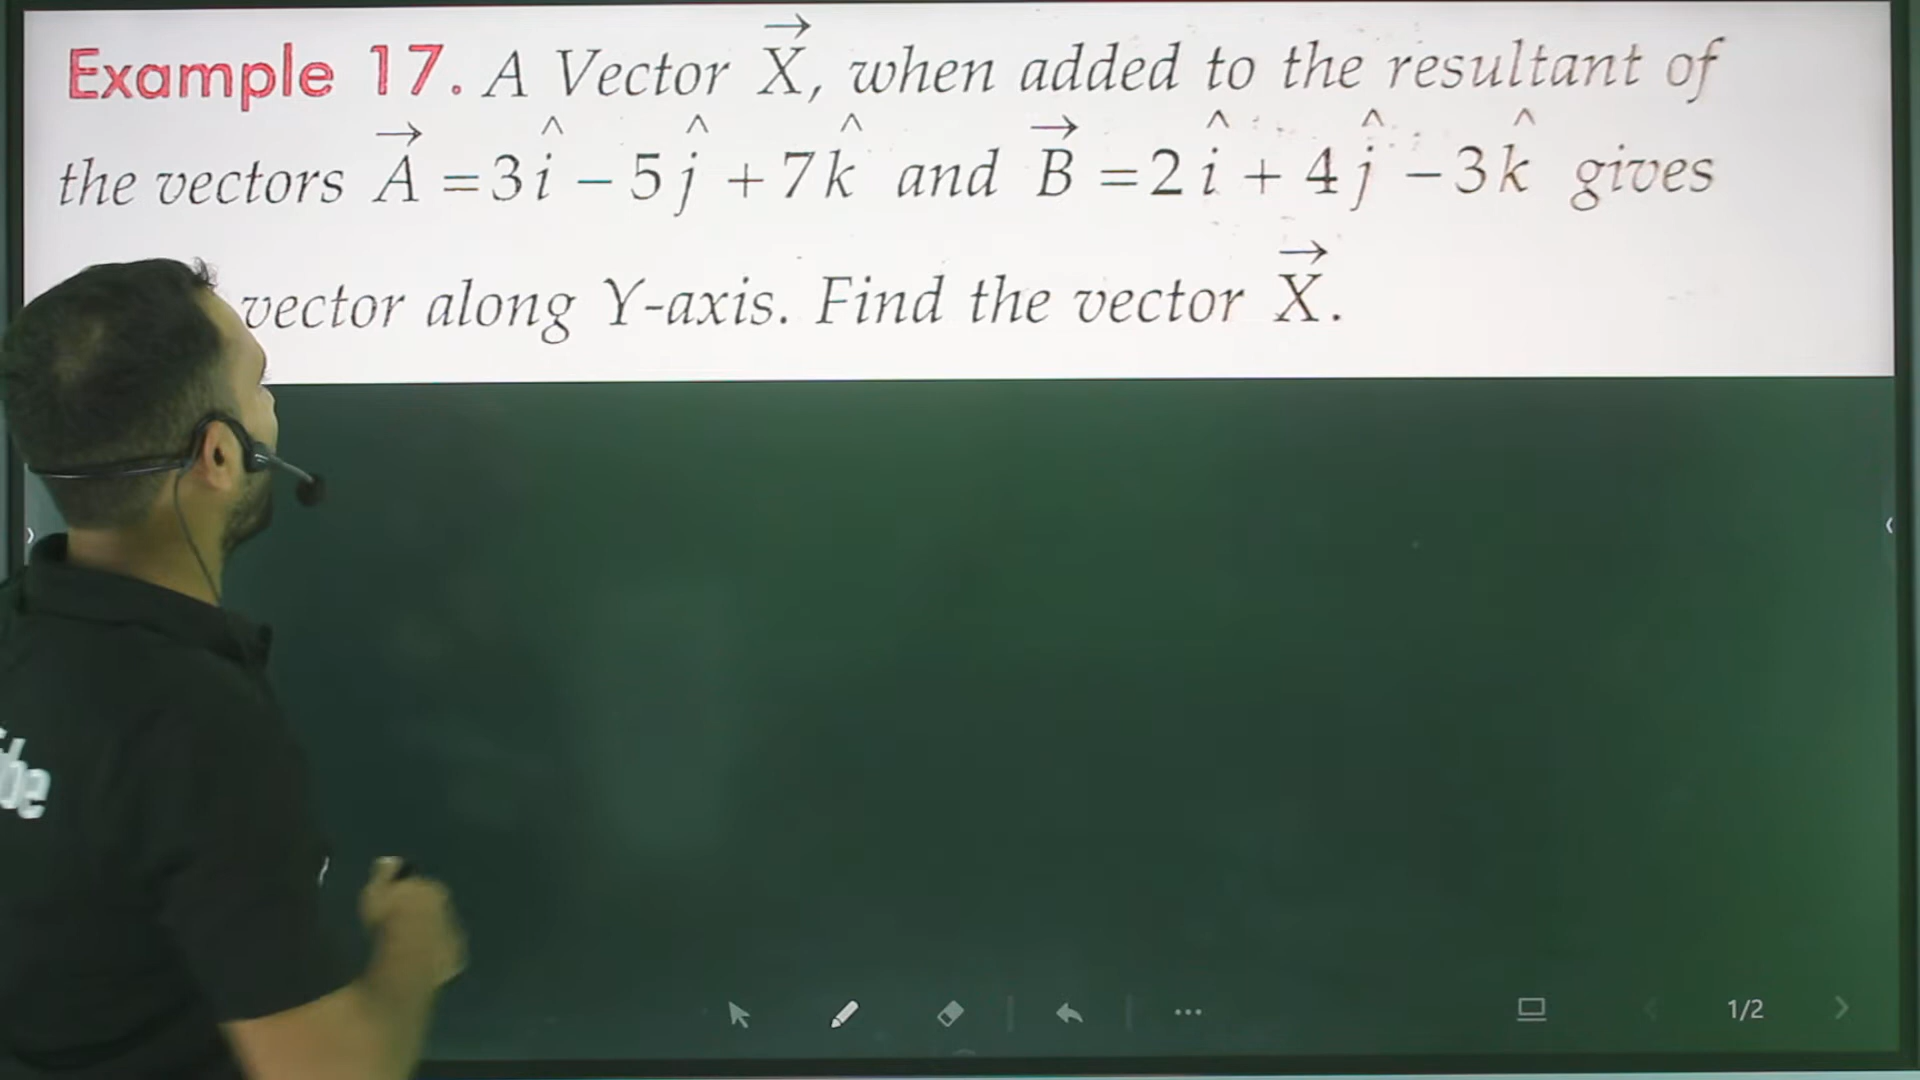 Example 17. A Vector X⃗, when added to the resultant of
the vectors A⃗ = 3î − 5ĵ + 7k̂ and B⃗ = 2î + 4ĵ − 3k̂ gives
vector along Y-axis. Find the vector X⃗.
1/2